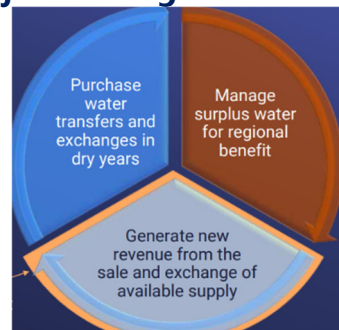 Purchase
water
transfers and
exchanges in
dry years
Manage
surplus water
for regional
benefit
Generate new
revenue from the
sale and exchange of
available supply